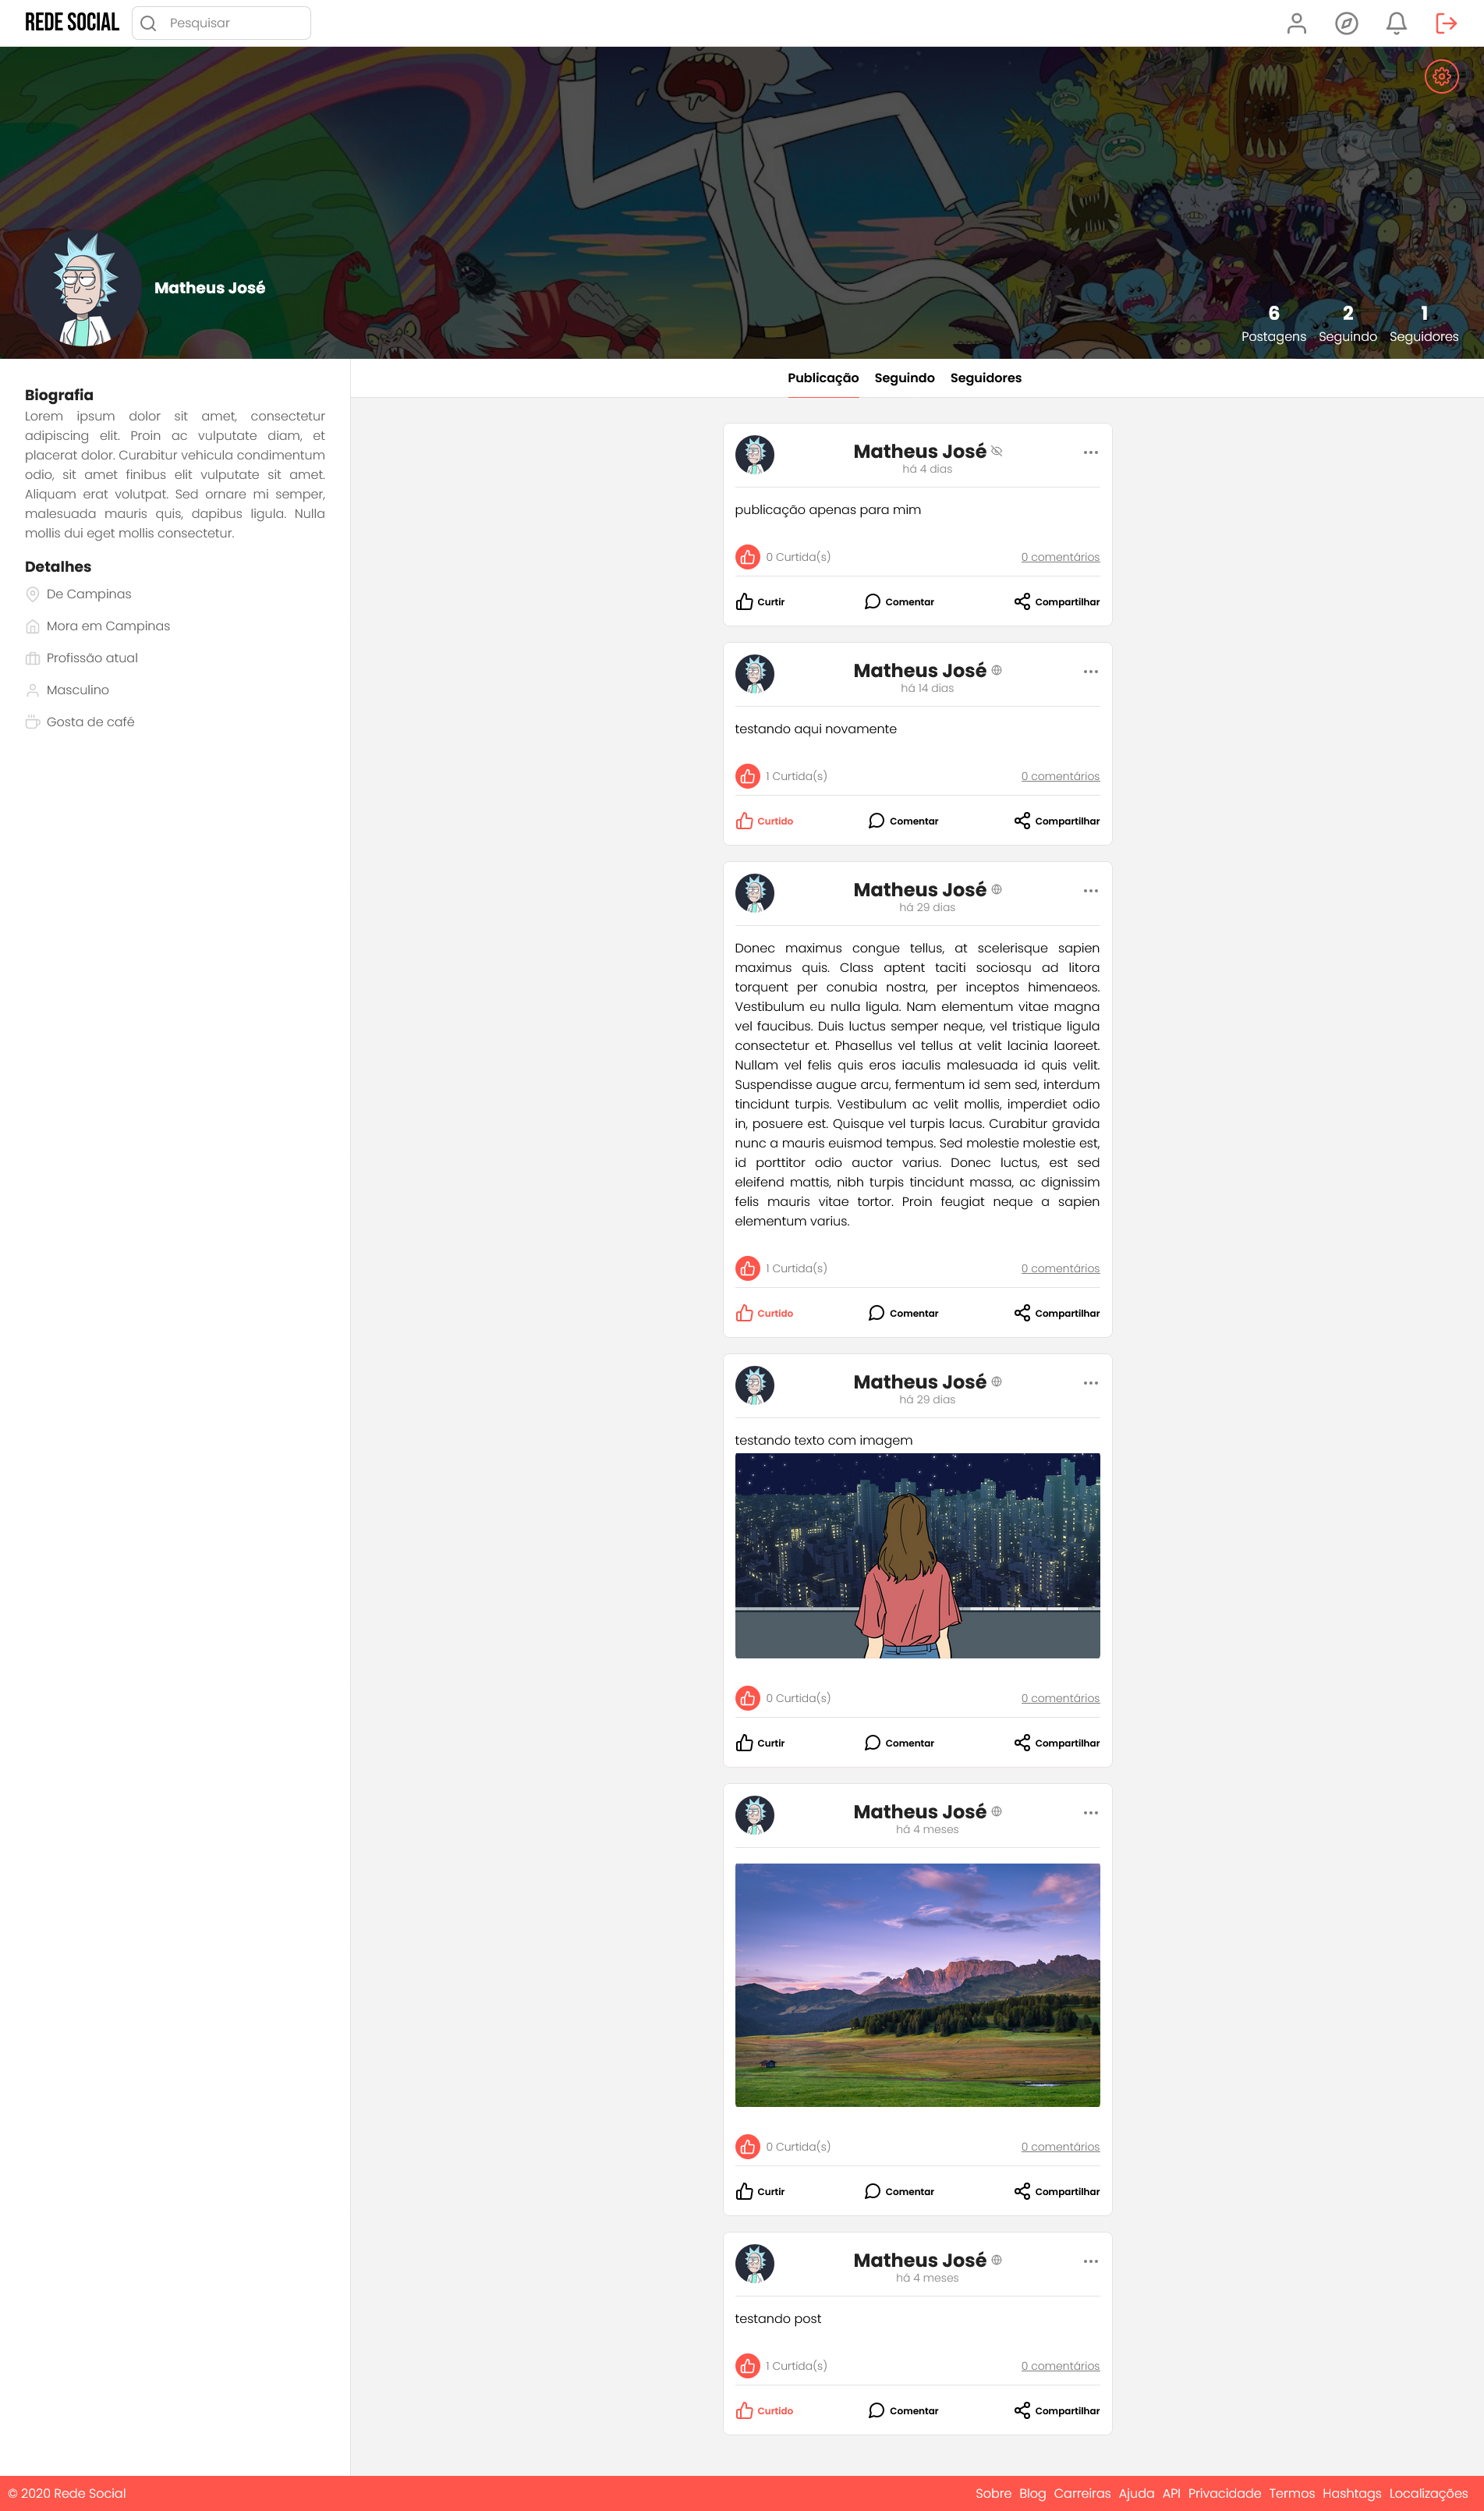 REDE SOCIAL
Pesquisar
Matheus José
6 2 1
Postagens Seguindo Seguidores
Biografia
Lorem ipsum dolor sit amet, consectetur
adipiscing elit. Proin ac vulputate diam, et
placerat dolor. Curabitur vehicula condimentum
odio, sit amet finibus elit vulputate sit amet.
Aliquam erat volutpat. Sed ornare mi semper,
malesuada mauris quis, dapibus ligula. Nulla
mollis dui eget mollis consectetur.
Detalhes
De Campinas
Mora em Campinas
Profissão atual
Masculino
Gosta de café
Publicação Seguindo Seguidores
Matheus José
há 4 dias
publicação apenas para mim
0 Curtida(s) 0 comentários
Curtir Comentar Compartilhar
Matheus José
há 14 dias
testando aqui novamente
1 Curtida(s) 0 comentários
Curtido Comentar Compartilhar
Matheus José
há 29 dias
Donec maximus congue tellus, at scelerisque sapien
maximus quis. Class aptent taciti sociosqu ad litora
torquent per conubia nostra, per inceptos himenaeos.
Vestibulum eu nulla ligula. Nam elementum vitae magna
vel faucibus. Duis luctus semper neque, vel tristique ligula
consectetur et. Phasellus vel tellus at velit lacinia laoreet.
Nullam vel felis quis eros iaculis malesuada id quis velit.
Suspendisse augue arcu, fermentum id sem sed, interdum
tincidunt turpis. Vestibulum ac velit mollis, imperdiet odio
in, posuere est. Quisque vel turpis lacus. Curabitur gravida
nunc a mauris euismod tempus. Sed molestie molestie est,
id porttitor odio auctor varius. Donec luctus, est sed
eleifend mattis, nibh turpis tincidunt massa, ac dignissim
felis mauris vitae tortor. Proin feugiat neque a sapien
elementum varius.
1 Curtida(s) 0 comentários
Curtido Comentar Compartilhar
Matheus José
há 29 dias
testando texto com imagem
0 Curtida(s) 0 comentários
Curtir Comentar Compartilhar
Matheus José
há 4 meses
0 Curtida(s) 0 comentários
Curtir Comentar Compartilhar
Matheus José
há 4 meses
testando post
1 Curtida(s) 0 comentários
Curtido Comentar Compartilhar
© 2020 Rede Social Sobre Blog Carreiras Ajuda API Privacidade Termos Hashtags Localizações